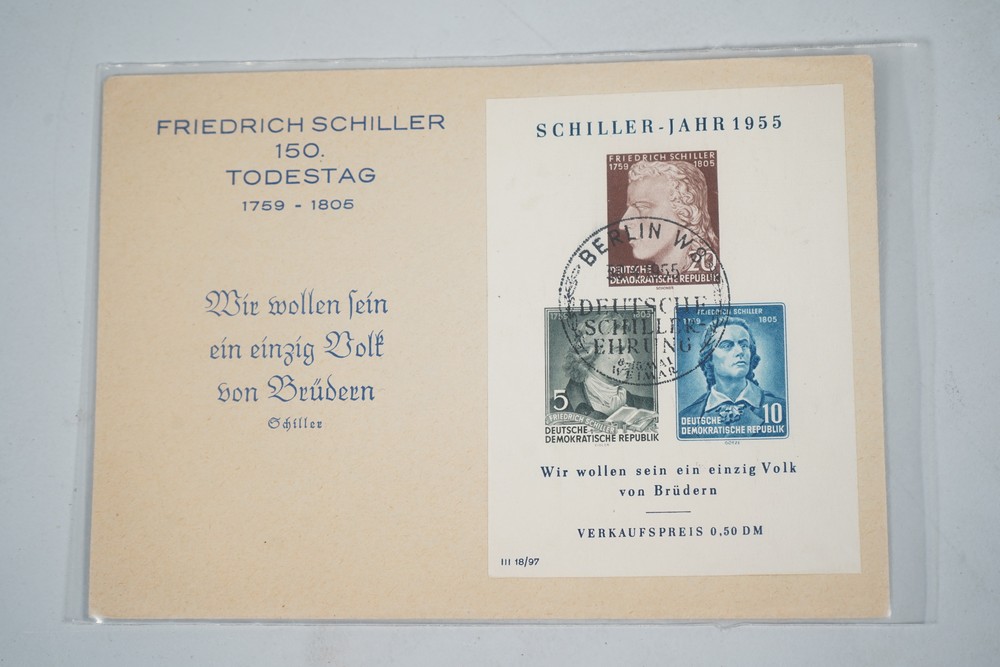 FRIEDRICH SCHILLER
150.
TODESTAG
1759 - 1805
Wir wollen sein
ein einzig Volk
von Brüdern
Schiller
SCHILLER-JAHR 1955
FRIEDRICH SCHILLER
1759 1805
20
DEUTSCHE
DEMOKRATISCHE REPUBLIK
BERLIN W8
DEUTSCHE
SCHILLER-
EHRUNG
WEIMAR
1759 1805
5
FRIEDRICH SCHILLER
DEUTSCHE
DEMOKRATISCHE REPUBLIK
FRIEDRICH SCHILLER
1759 1805
10
DEUTSCHE
DEMOKRATISCHE REPUBLIK
Wir wollen sein ein einzig Volk
von Brüdern
VERKAUFSPREIS 0,50 DM
III 18/97